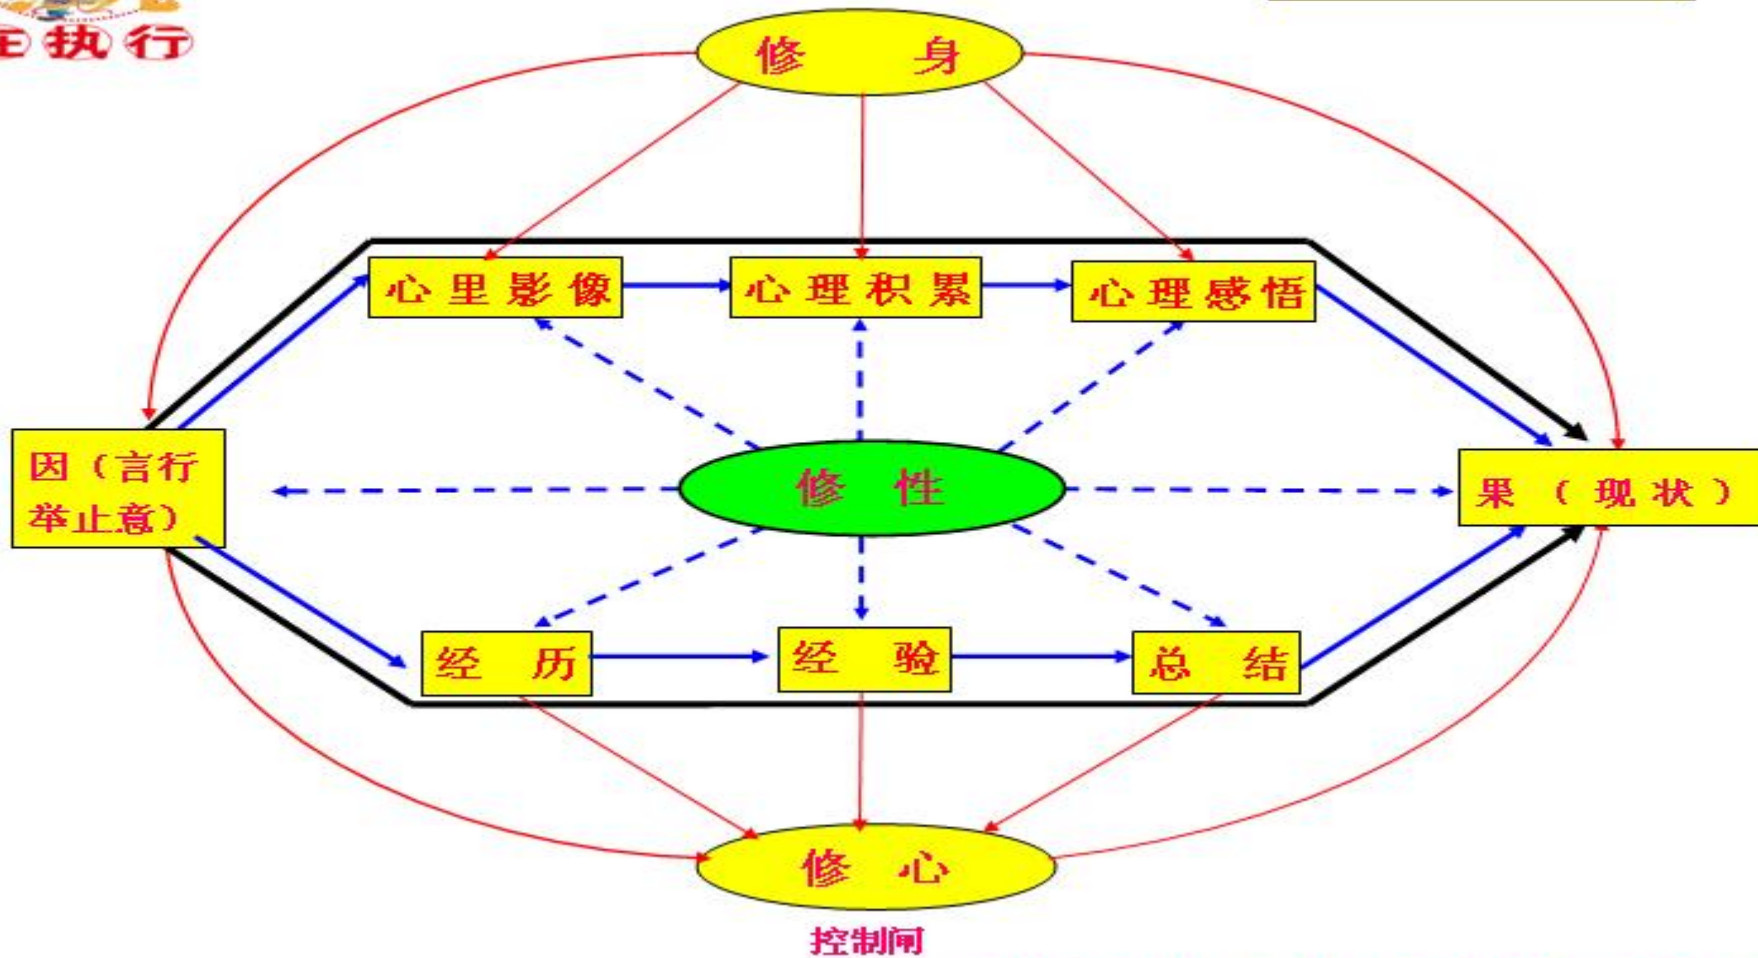 执行
修 身
心里影像
心理积累
心理感悟
因（言行
举止意）
修 性
果（现状）
经 历
经 验
总 结
修 心
控制闸